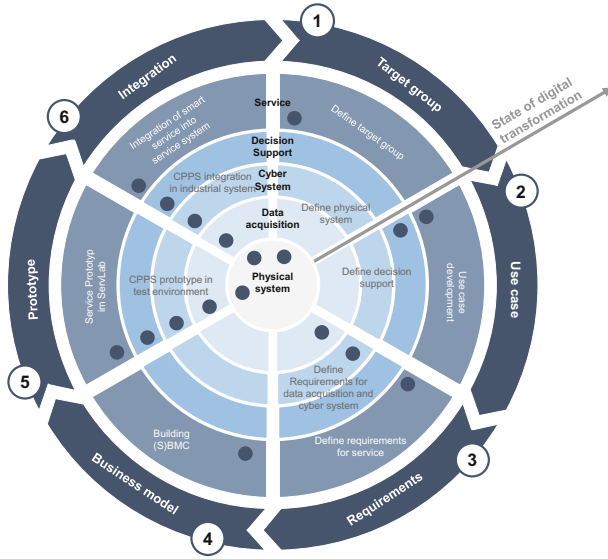 1
Target group
State of digital
transformation
2
Use case
3
Requirements
4
Business model
5
Prototype
6
Integration
Service
Decision
Support
Cyber
System
Data
acquisition
Physical
system
Define target group
Define physical
system
Define decision
support
Use case
development
Define
Requirements for
data acquisition and
cyber system
Define requirements
for service
Building
(S)BMC
Service Prototyp
im ServLab
CPPS prototype in
test environment
Integration of smart
service into
service system
CPPS integration
in industrial system